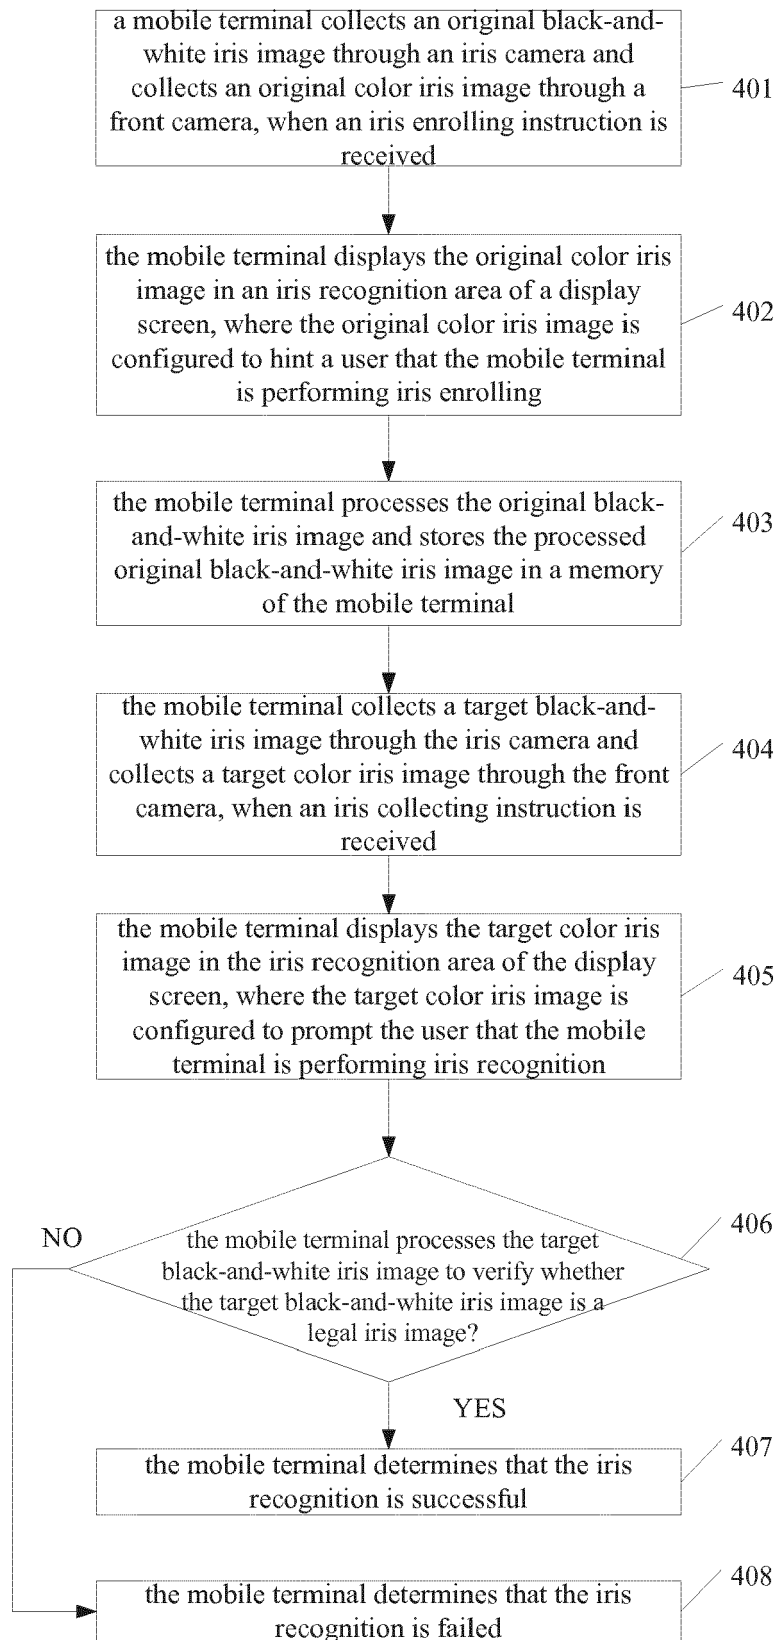 a mobile terminal collects an original black-and-
white iris image through an iris camera and
collects an original color iris image through a
front camera, when an iris enrolling instruction is
received
401
the mobile terminal displays the original color iris
image in an iris recognition area of a display
screen, where the original color iris image is
configured to hint a user that the mobile terminal
is performing iris enrolling
402
the mobile terminal processes the original black-
and-white iris image and stores the processed
original black-and-white iris image in a memory
of the mobile terminal
403
the mobile terminal collects a target black-and-
white iris image through the iris camera and
collects a target color iris image through the front
camera, when an iris collecting instruction is
received
404
the mobile terminal displays the target color iris
image in the iris recognition area of the display
screen, where the target color iris image is
configured to prompt the user that the mobile
terminal is performing iris recognition
405
NO
the mobile terminal processes the target
black-and-white iris image to verify whether
the target black-and-white iris image is a
legal iris image?
406
YES
the mobile terminal determines that the iris
recognition is successful
407
the mobile terminal determines that the iris
recognition is failed
408